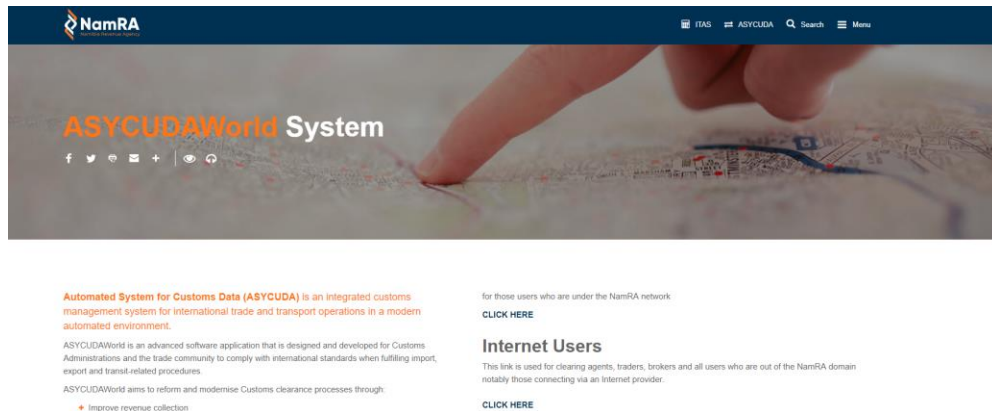 NamRA
Namibia Revenue Agency
ITAS
ASYCUDA
Search
Menu
ASYCUDAWorld System
Automated System for Customs Data (ASYCUDA) is an integrated customs
management system for international trade and transport operations in a modern
automated environment.
ASYCUDAWorld is an advanced software application that is designed and developed for Customs
Administrations and the trade community to comply with international standards when fulfilling import,
export and transit-related procedures.
ASYCUDAWorld aims to reform and modernise Customs clearance processes through:
+ Improve revenue collection
for those users who are under the NamRA network
CLICK HERE
Internet Users
This link is used for clearing agents, traders, brokers and all users who are out of the NamRA domain
notably those connecting via an Internet provider.
CLICK HERE